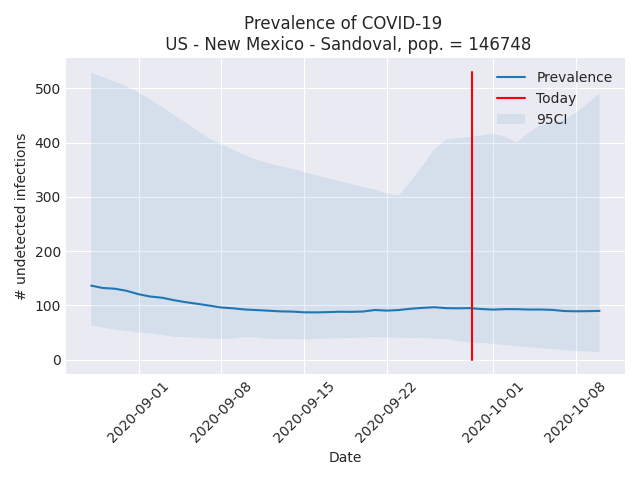 Prevalence of COVID-19
US - New Mexico - Sandoval, pop. = 146748
Prevalence
Today
95CI
# undetected infections
500
400
300
200
100
0
2020-09-01
2020-09-08
2020-09-15
2020-09-22
2020-10-01
2020-10-08
Date